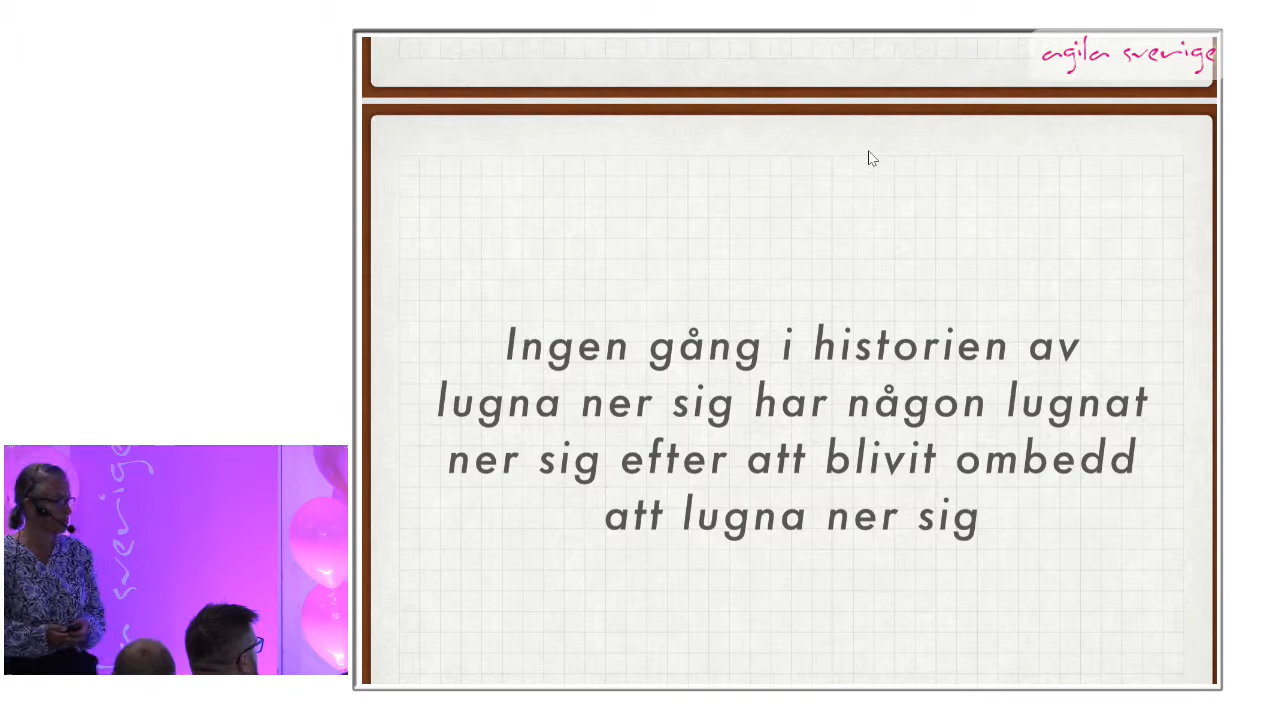 agila sverige
Ingen gång i historien av
lugna ner sig har någon lugnat
ner sig efter att blivit ombedd
att lugna ner sig
sverige